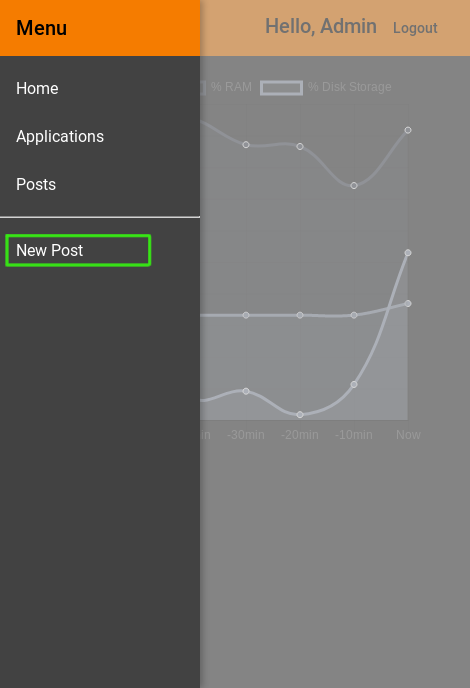 Menu
Hello, Admin
Logout
Home
% RAM
% Disk Storage
Applications
Posts
New Post
-30min
-20min
-10min
Now